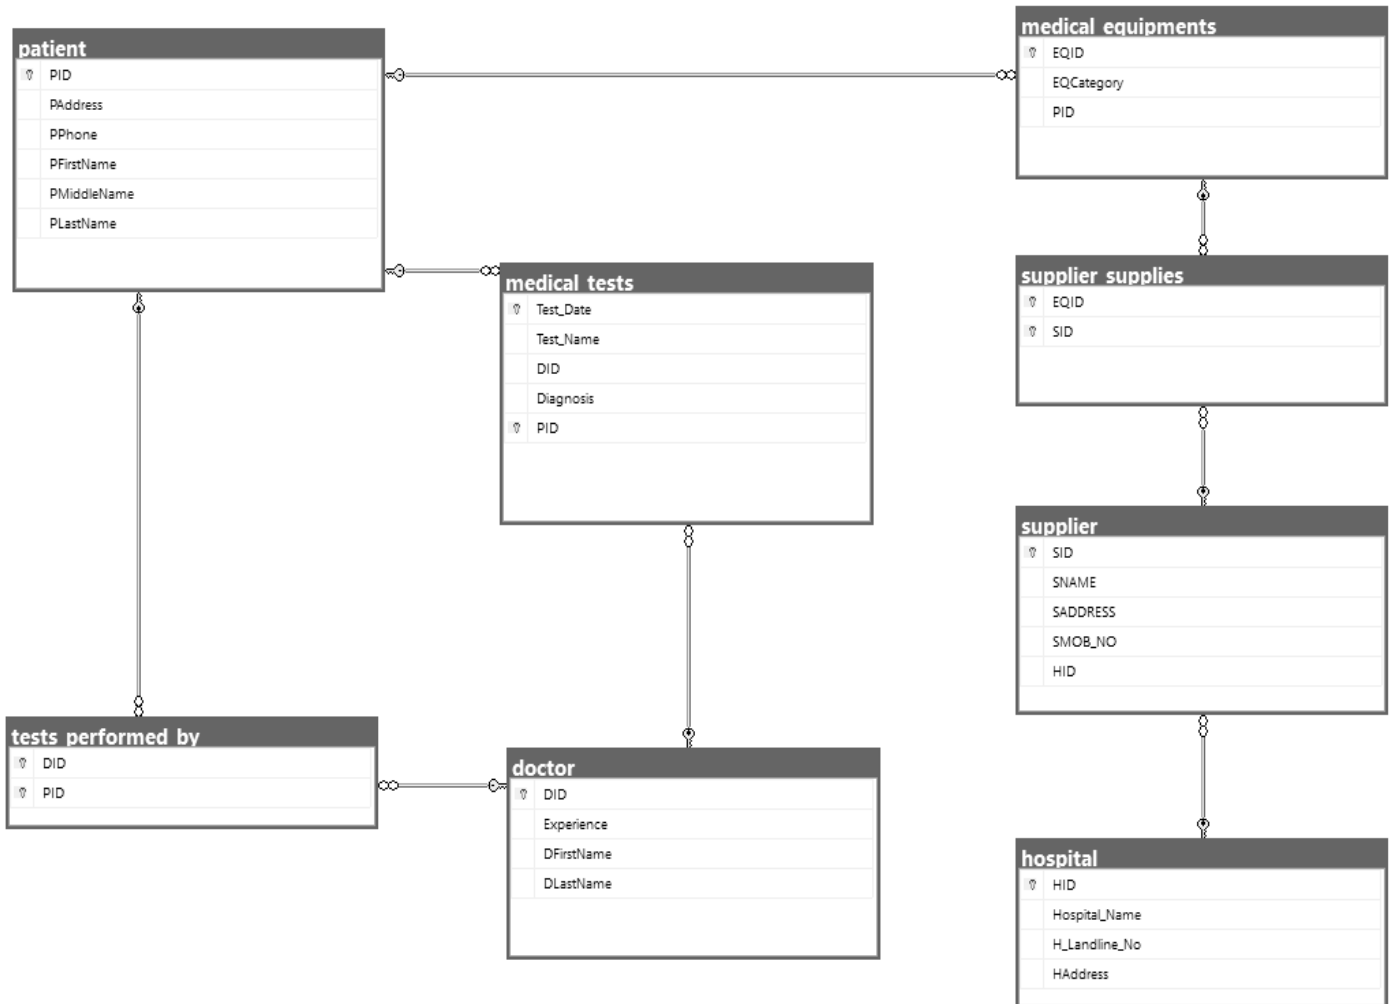 patient
PID
PAddress
PPhone
PFirstName
PMiddleName
PLastName
medical_equipments
EQID
EQCategory
PID
medical_tests
Test_Date
Test_Name
DID
Diagnosis
PID
supplier_supplies
EQID
SID
supplier
SID
SNAME
SADDRESS
SMOB_NO
HID
tests_performed_by
DID
PID
doctor
DID
Experience
DFirstName
DLastName
hospital
HID
Hospital_Name
H_Landline_No
HAddress